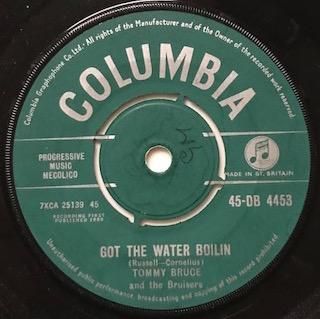 Columbia Graphophone Co. Ltd.· All rights of the Manufacturer and of the Owner of the recorded work reserved.
COLUMBIA
PROGRESSIVE
MUSIC
MECOLICO
MADE IN GT. BRITAIN
7XCA 25139 45
45-DB 4453
RECORDING FIRST
PUBLISHED 1960
GOT THE WATER BOILIN
(Russell–Cornelius)
TOMMY BRUCE
and the Bruisers
Unauthorised public performance, broadcasting and copying of this record prohibited